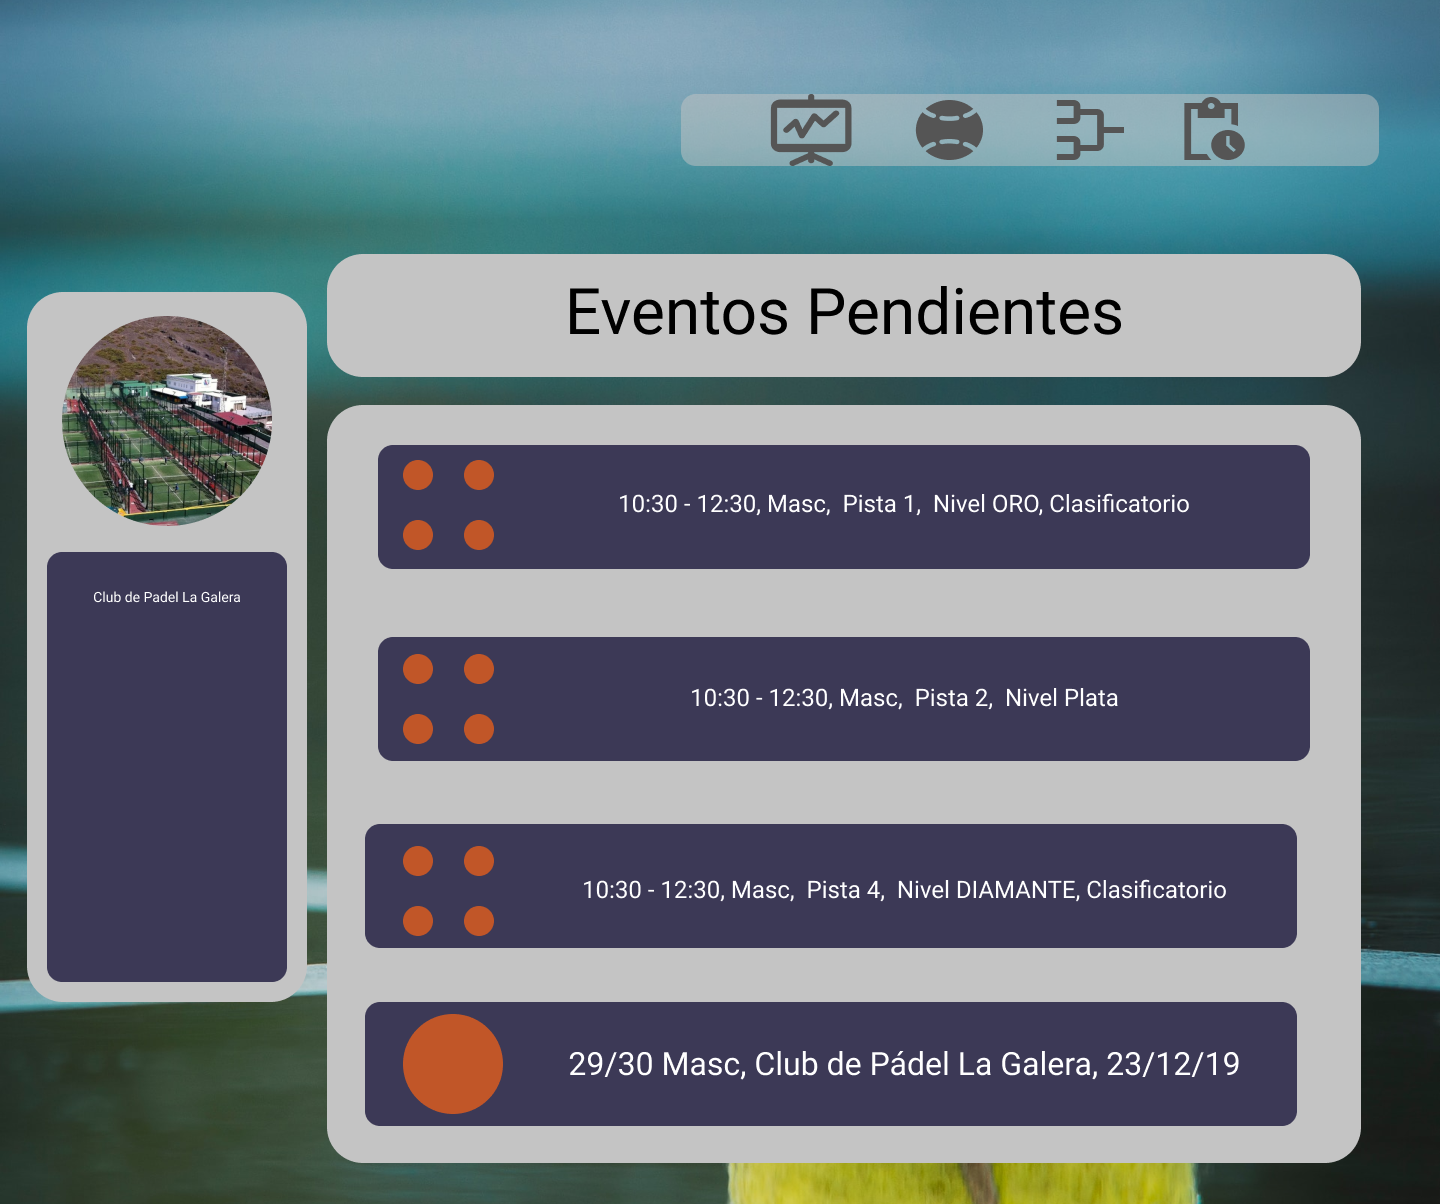 Eventos Pendientes
Club de Padel La Galera
10:30 - 12:30, Masc,  Pista 1,  Nivel ORO, Clasificatorio
10:30 - 12:30, Masc,  Pista 2,  Nivel Plata
10:30 - 12:30, Masc,  Pista 4,  Nivel DIAMANTE, Clasificatorio
29/30 Masc, Club de Pádel La Galera, 23/12/19